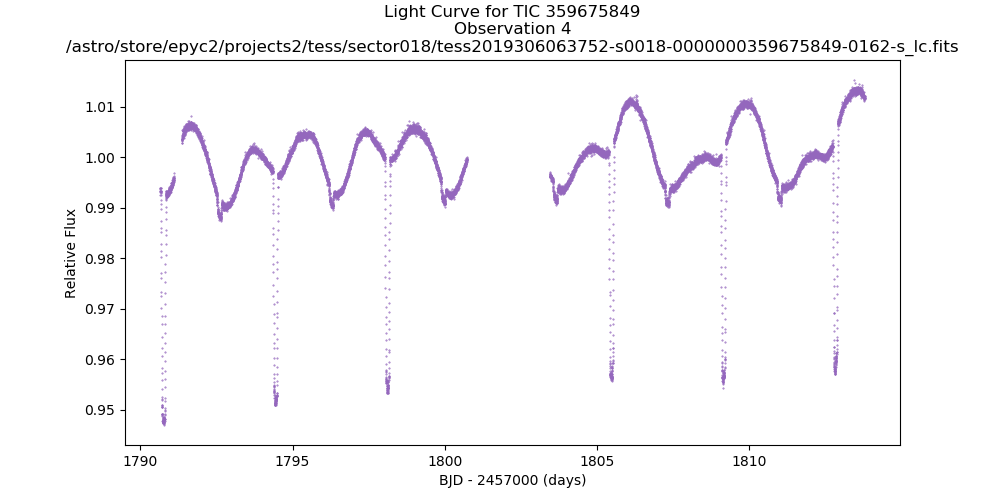 Light Curve for TIC 359675849
Observation 4
/astro/store/epyc2/projects2/tess/sector018/tess2019306063752-s0018-0000000359675849-0162-s_lc.fits
1.01
1.00
0.99
0.98
0.97
0.96
0.95
Relative Flux
1790
1795
1800
1805
1810
BJD - 2457000 (days)